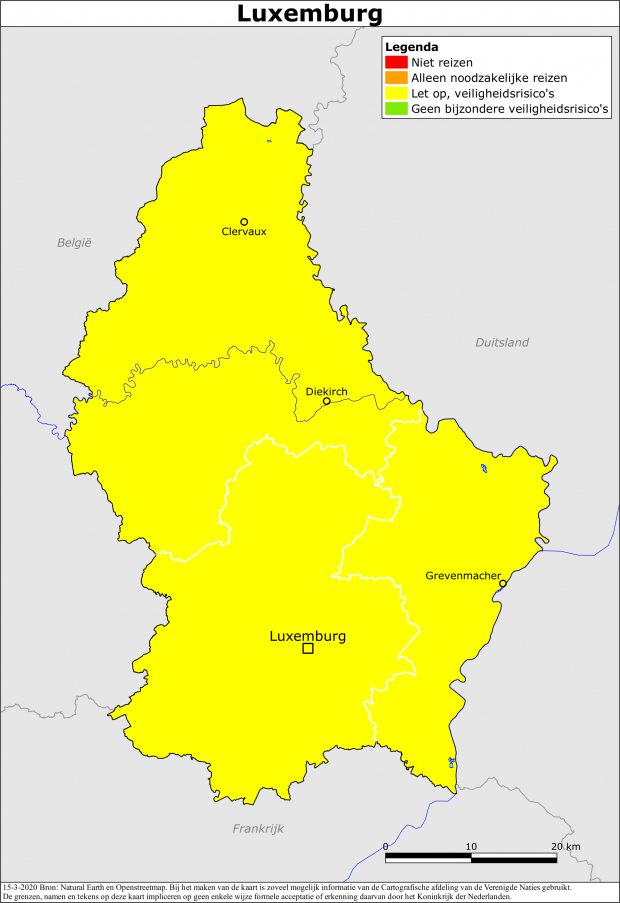 Luxemburg
Legenda
Niet reizen
Alleen noodzakelijke reizen
Let op, veiligheidsrisico's
Geen bijzondere veiligheidsrisico's
Clervaux
België
Duitsland
Diekirch
Grevenmacher
Luxemburg
Frankrijk
0 10 20 km
15-3-2020 Bron: Natural Earth en Openstreetmap. Bij het maken van de kaart is zoveel mogelijk informatie van de Cartografische afdeling van de Verenigde Naties gebruikt.
De grenzen, namen en tekens op deze kaart impliceren op geen enkele wijze formele acceptatie of erkenning daarvan door het Koninkrijk der Nederlanden.